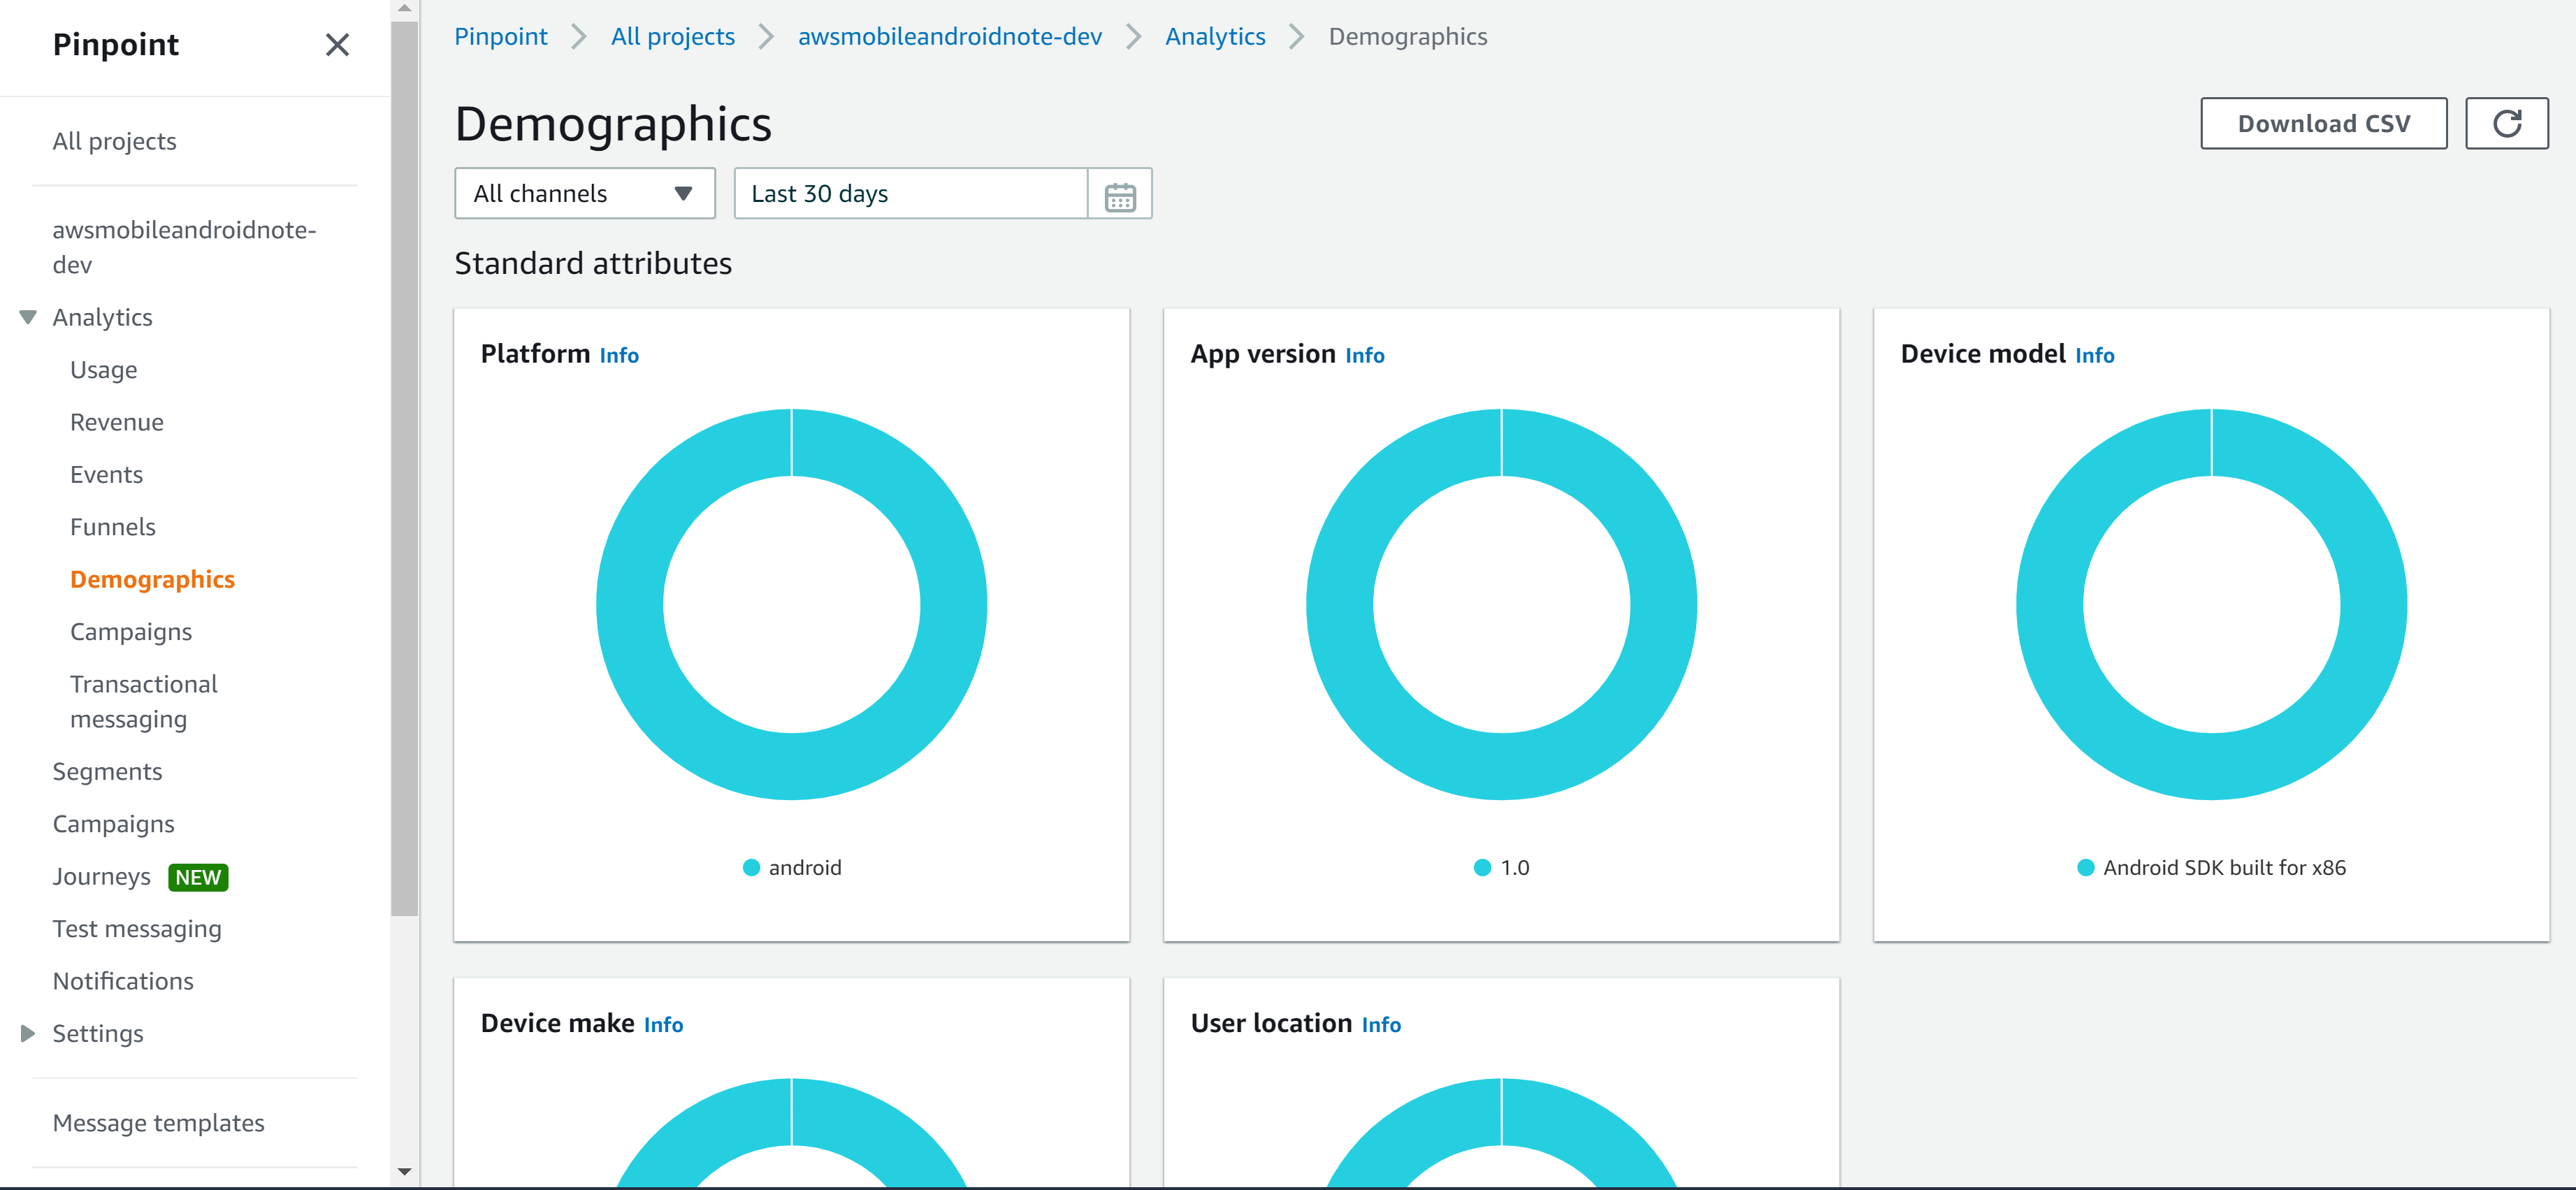 Pinpoint
All projects
awsmobileandroidnote-
dev
Analytics
Usage
Revenue
Events
Funnels
Demographics
Campaigns
Transactional
messaging
Segments
Campaigns
Journeys NEW
Test messaging
Notifications
Settings
Message templates
Pinpoint All projects awsmobileandroidnote-dev Analytics Demographics
Demographics
Download CSV
All channels Last 30 days
Standard attributes
Platform Info
android
App version Info
1.0
Device model Info
Android SDK built for x86
Device make Info
User location Info